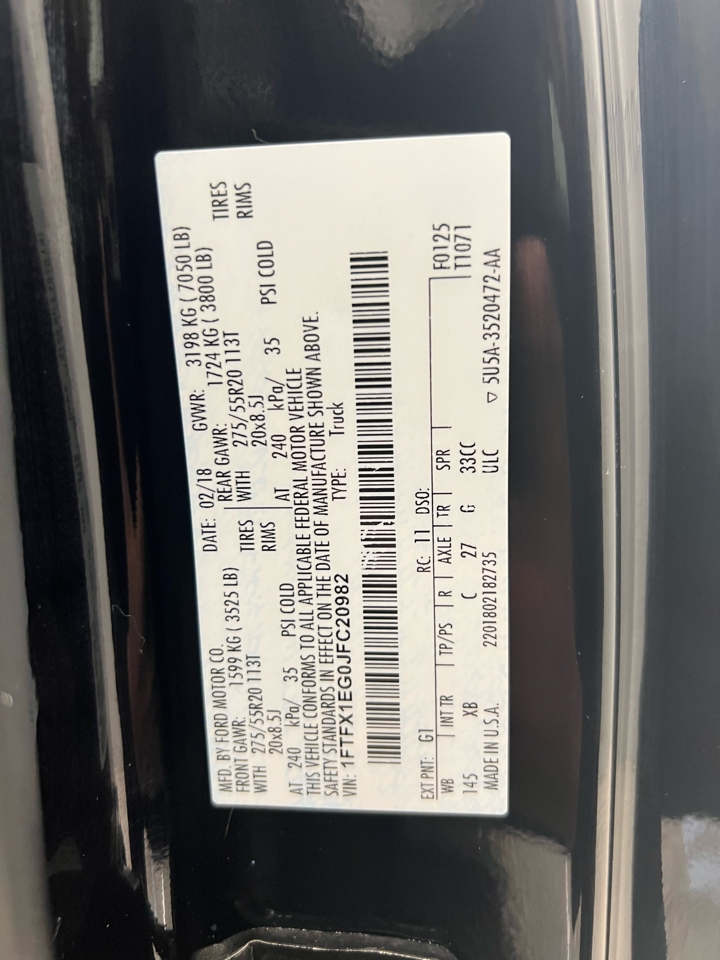 MFD. BY FORD MOTOR CO.
DATE: 02/18 GVWR: 3198 KG ( 7050 LB)
FRONT GAWR: 1599 KG ( 3525 LB)
REAR GAWR: 1724 KG ( 3800 LB)
WITH 275/55R20 113T TIRES
WITH 275/55R20 113T TIRES
20x8.5J RIMS
20x8.5J RIMS
AT 240 kPa/ 35 PSI COLD
AT 240 kPa/ 35 PSI COLD
THIS VEHICLE CONFORMS TO ALL APPLICABLE FEDERAL MOTOR VEHICLE
SAFETY STANDARDS IN EFFECT ON THE DATE OF MANUFACTURE SHOWN ABOVE.
VIN: 1FTFX1EG0JFC20982
TYPE: Truck
EXT PNT: G1 RC: 11 DSO: F0125
WB INT TR TP/PS R AXLE TR SPR T1071
145 XB C 27 G 33CC
MADE IN U.S.A. 2201802182735 ULC ▽ 5U5A-3520472-AA